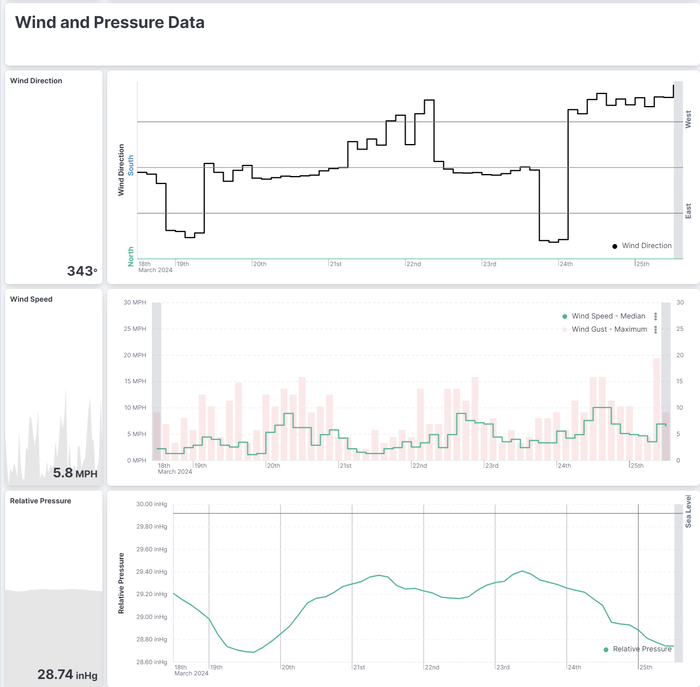 Wind and Pressure Data
Wind Direction
343°
Wind Direction
North
South
East
West
Wind Direction
18th
March 2024
19th
20th
21st
22nd
23rd
24th
25th
Wind Speed
5.8 MPH
30 MPH
25 MPH
20 MPH
15 MPH
10 MPH
5 MPH
0 MPH
30
25
20
15
10
5
0
Wind Speed - Median
Wind Gust - Maximum
18th
March 2024
19th
20th
21st
22nd
23rd
24th
25th
Relative Pressure
28.74 inHg
Relative Pressure
30.00 inHg
29.80 inHg
29.60 inHg
29.40 inHg
29.20 inHg
29.00 inHg
28.80 inHg
28.60 inHg
Sea Level
Relative Pressure
18th
March 2024
19th
20th
21st
22nd
23rd
24th
25th